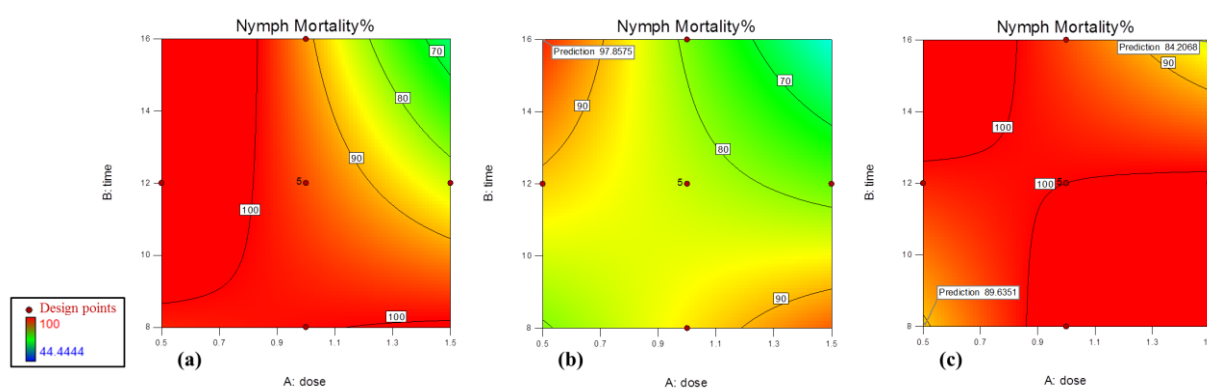 Nymph Mortality%
16
14
12
10
8
B: time
70
80
90
100
5
100
0.5 0.7 0.9 1.1 1.3 1.5
(a)
A: dose
Design points
100
44.4444
Nymph Mortality%
16
14
12
10
8
B: time
Prediction 97.8575
90
70
80
5
90
0.5 0.7 0.9 1.1 1.3 1.5
(b)
A: dose
Nymph Mortality%
16
14
12
10
8
B: time
Prediction 84.2068
90
100
100
5
Prediction 89.6351
0.5 0.7 0.9 1.1 1.3 1.5
(c)
A: dose